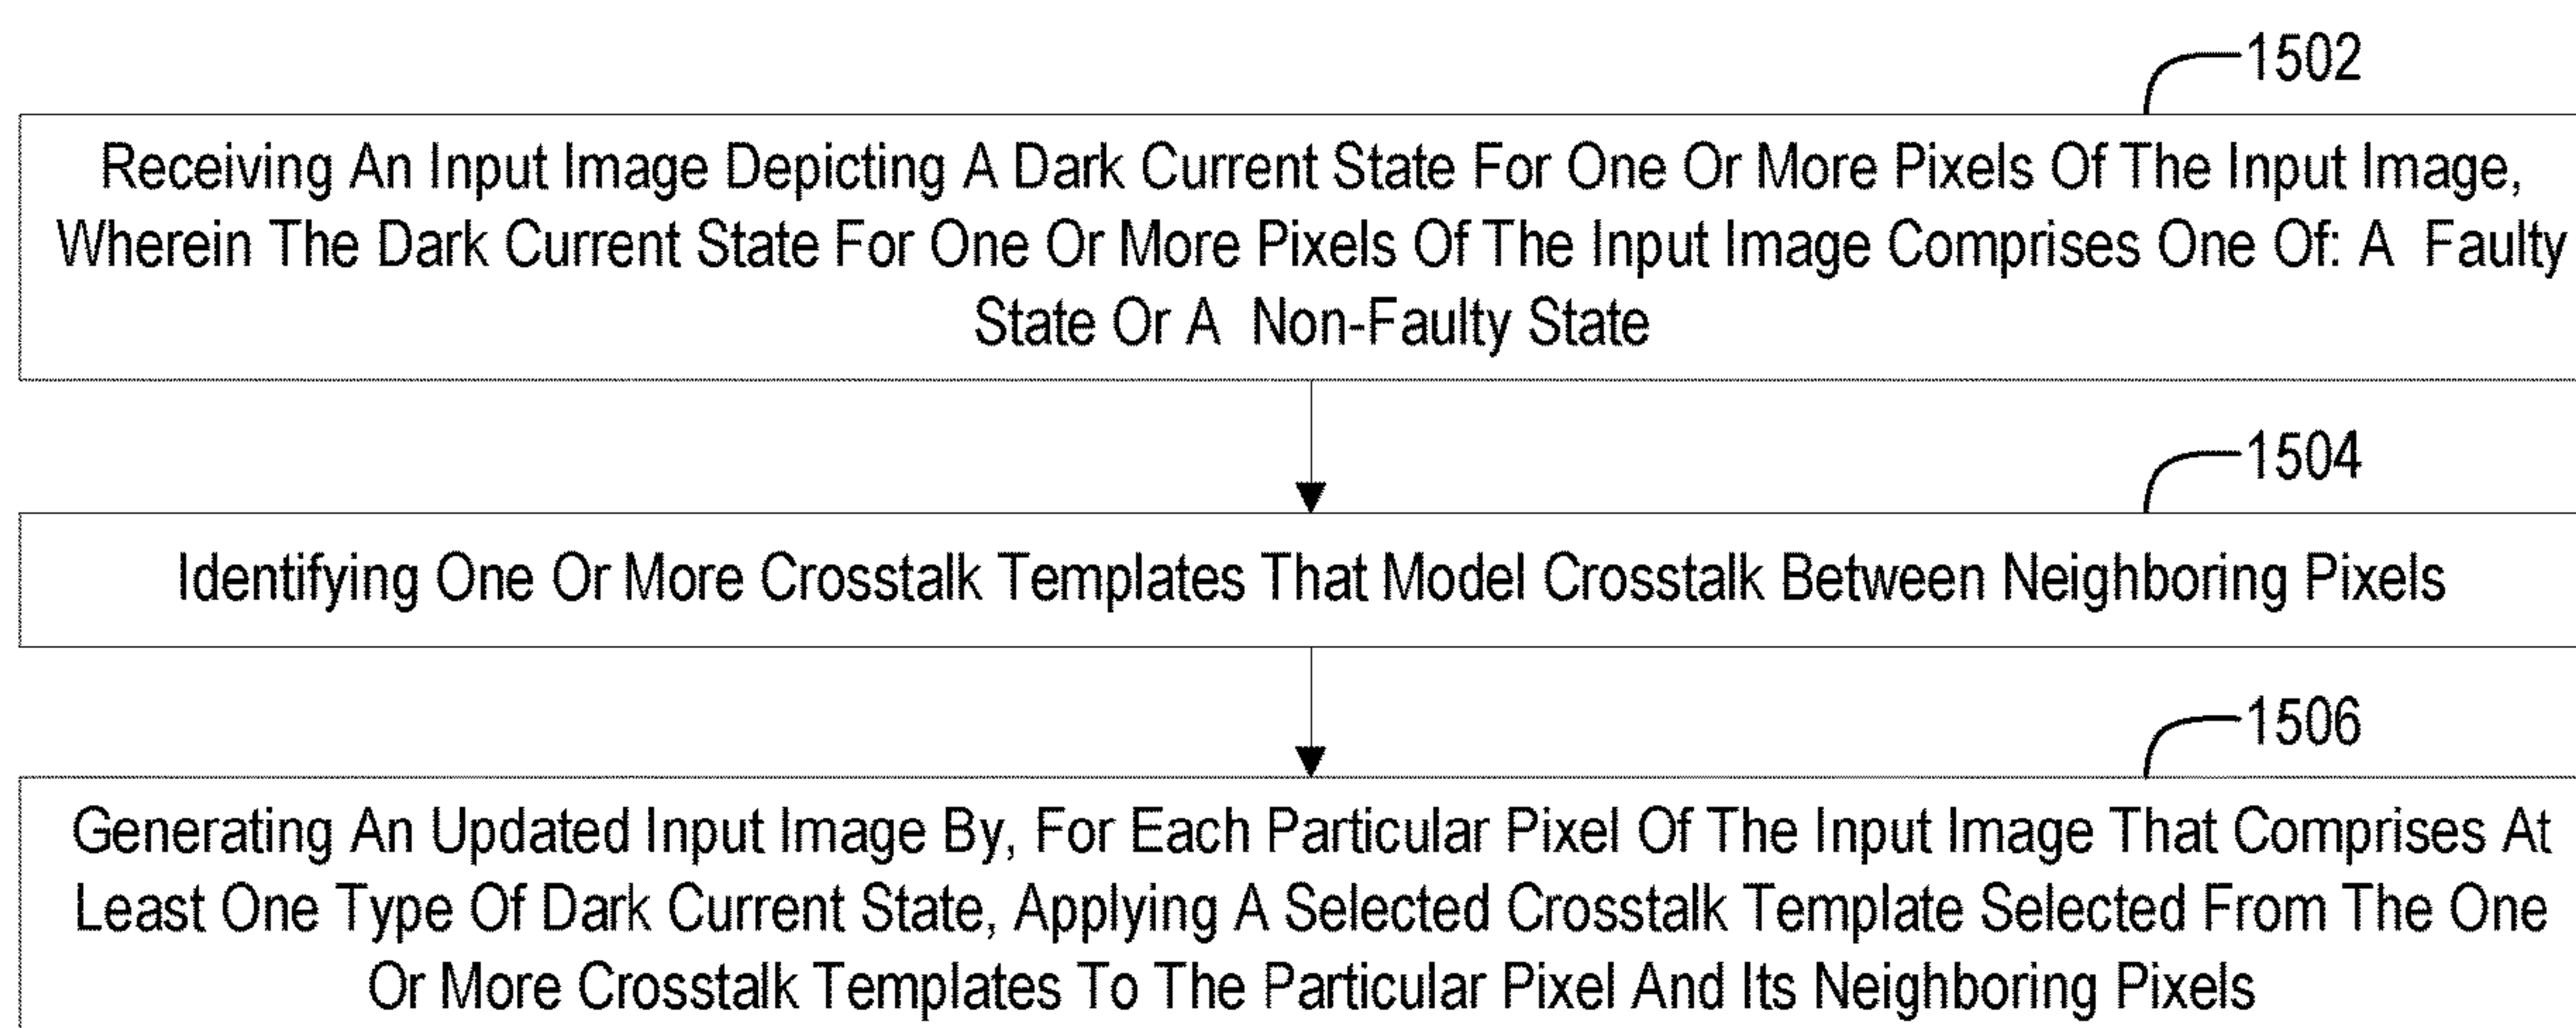 1502
Receiving An Input Image Depicting A Dark Current State For One Or More Pixels Of The Input Image,
Wherein The Dark Current State For One Or More Pixels Of The Input Image Comprises One Of: A  Faulty
State Or A  Non-Faulty State
1504
Identifying One Or More Crosstalk Templates That Model Crosstalk Between Neighboring Pixels
1506
Generating An Updated Input Image By, For Each Particular Pixel Of The Input Image That Comprises At
Least One Type Of Dark Current State, Applying A Selected Crosstalk Template Selected From The One
Or More Crosstalk Templates To The Particular Pixel And Its Neighboring Pixels